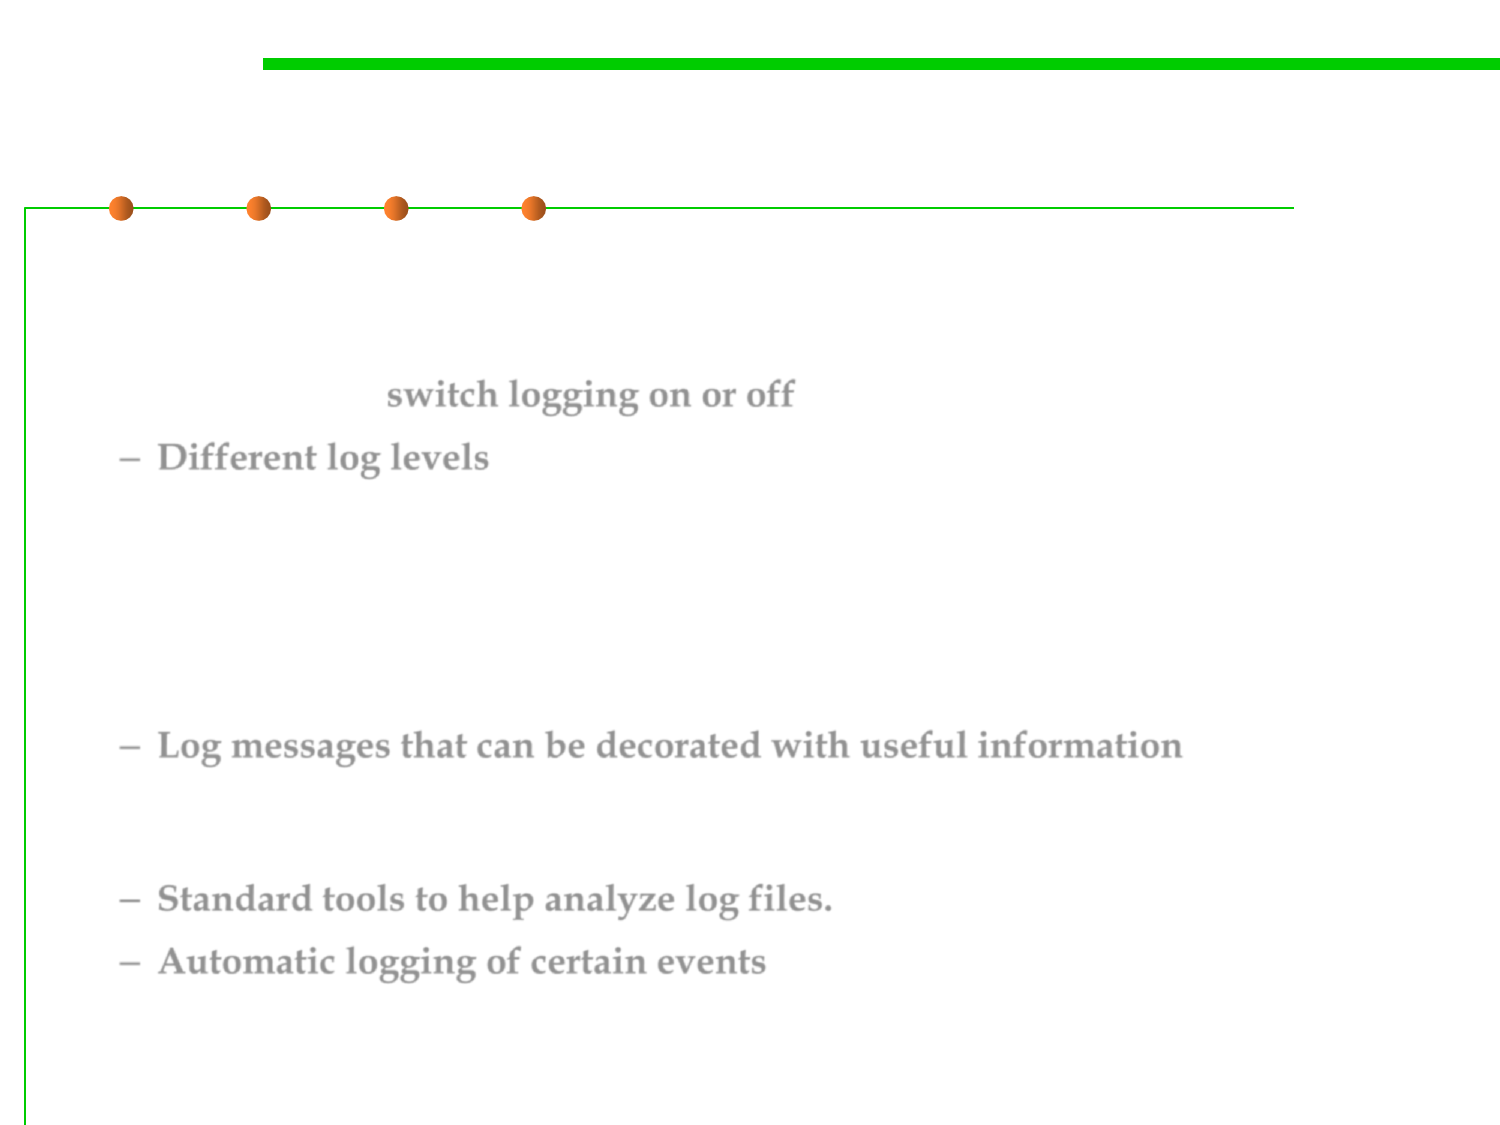 switch logging on or off
– Different log levels
– Log messages that can be decorated with useful information
– Standard tools to help analyze log files.
– Automatic logging of certain events